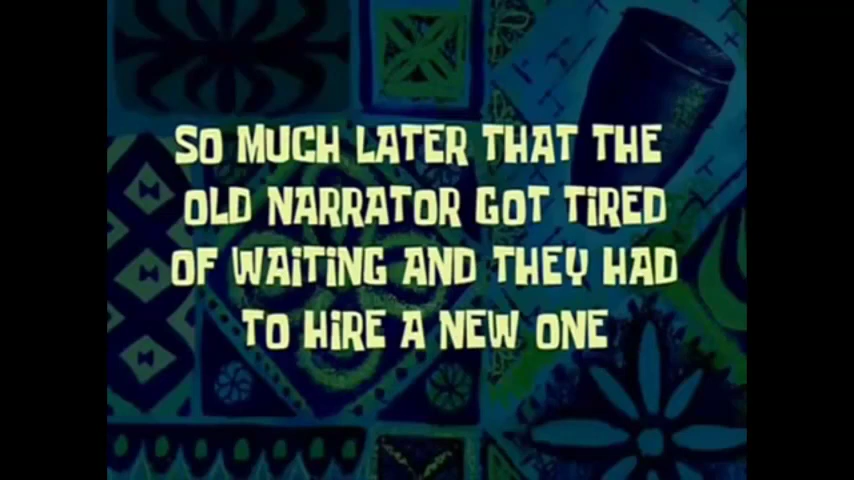 SO MUCH LATER THAT THE
OLD NARRATOR GOT TIRED
OF WAITING AND THEY HAD
TO HIRE A NEW ONE